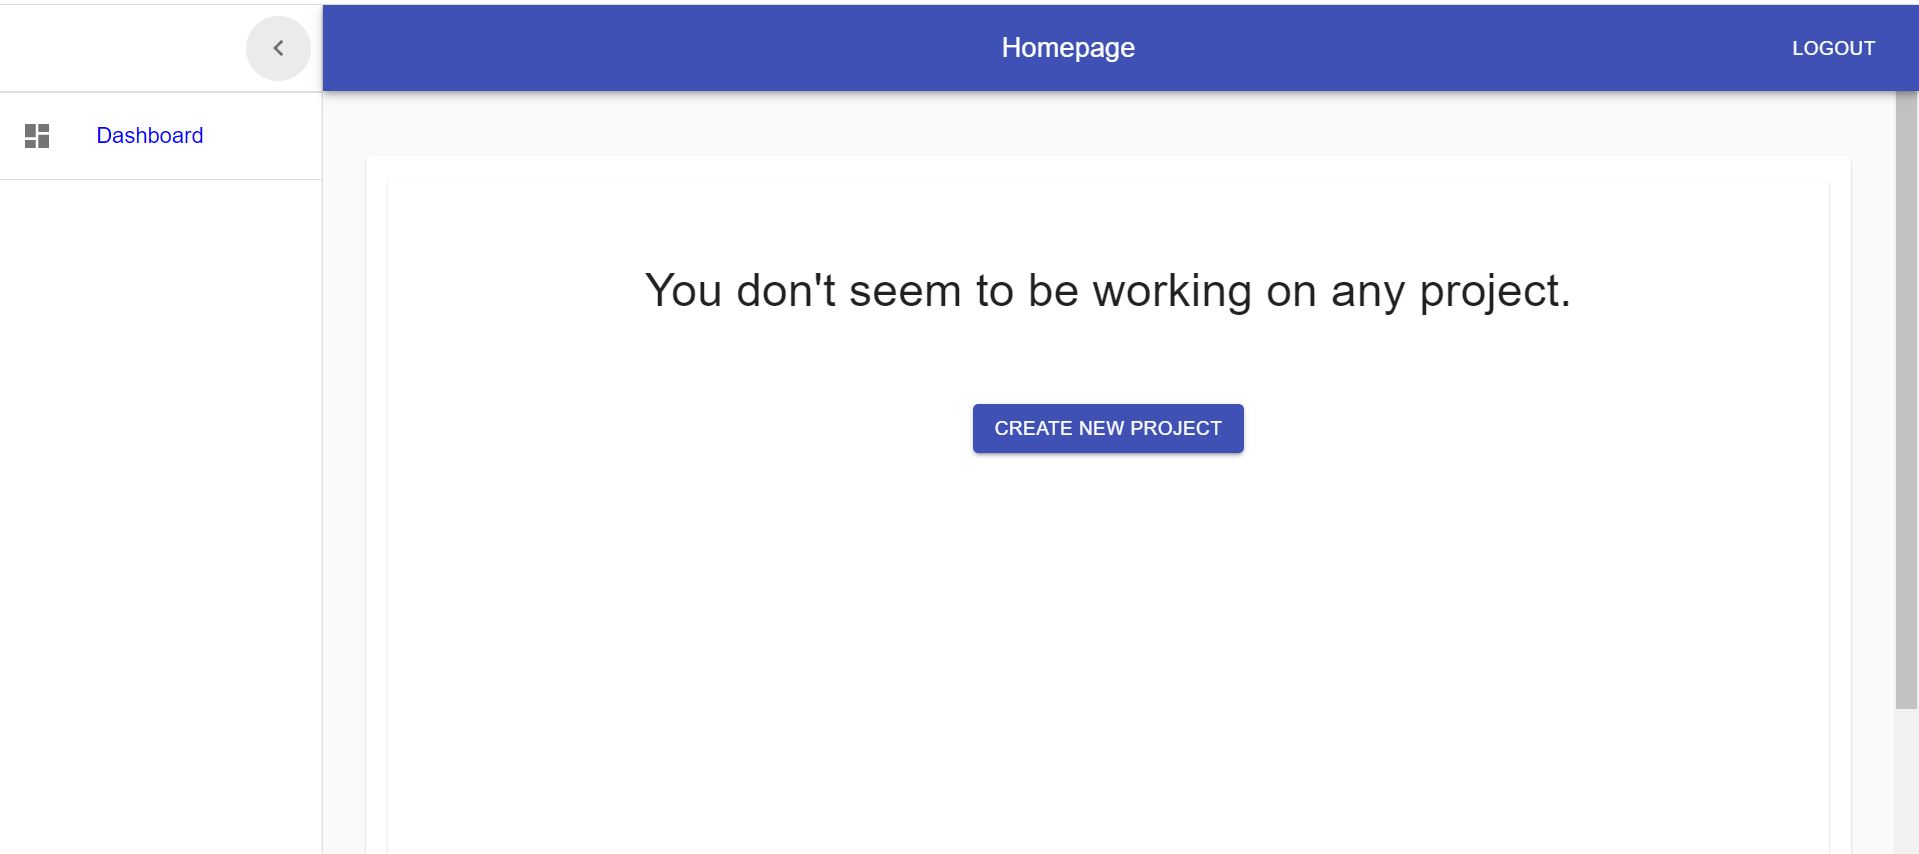 Homepage
LOGOUT
Dashboard
You don't seem to be working on any project.
CREATE NEW PROJECT